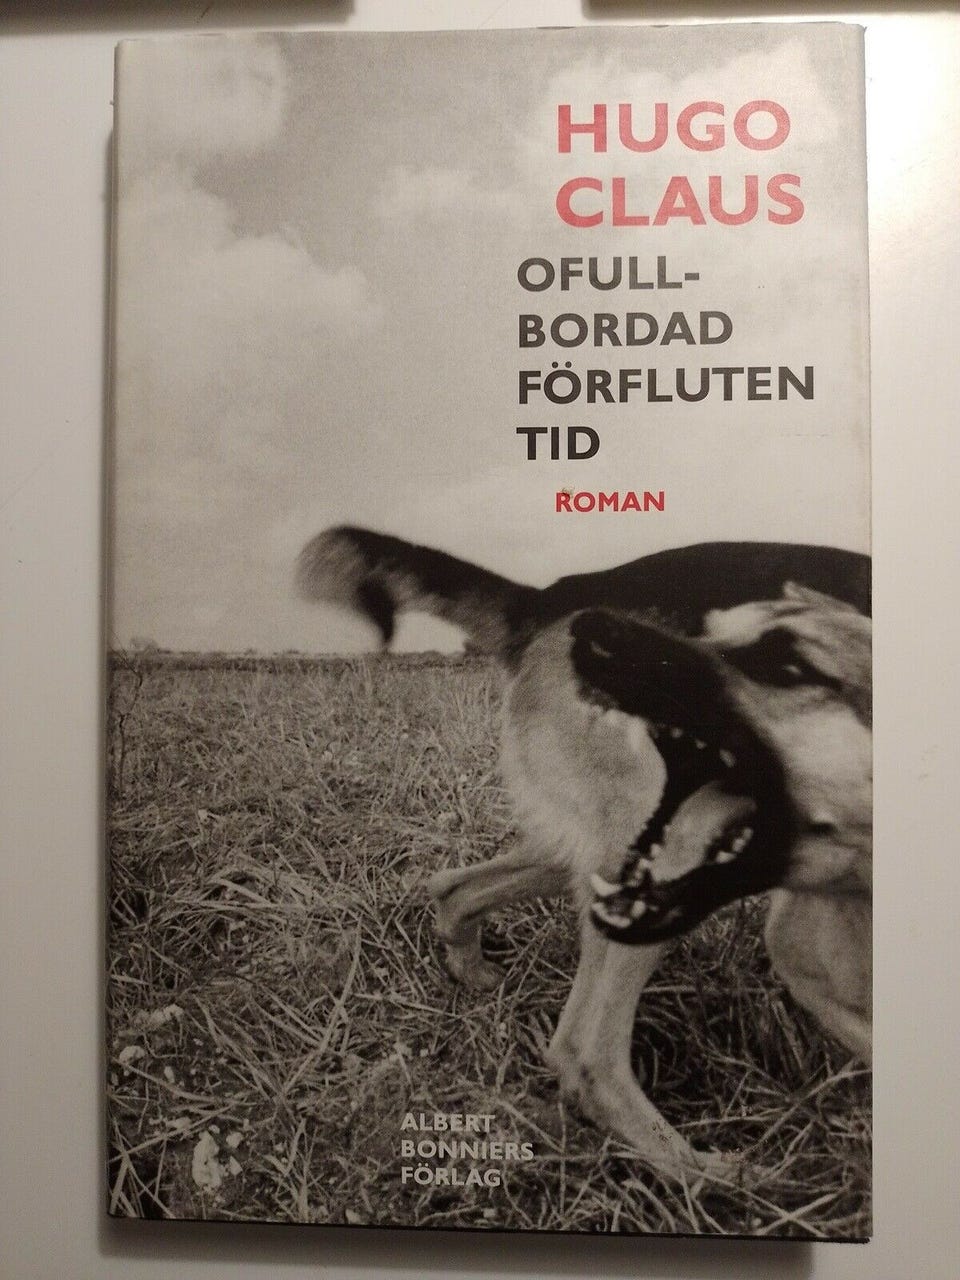 HUGO
CLAUS
OFULL-
BORDAD
FÖRFLUTEN
TID
ROMAN
ALBERT
BONNIERS
FÖRLAG